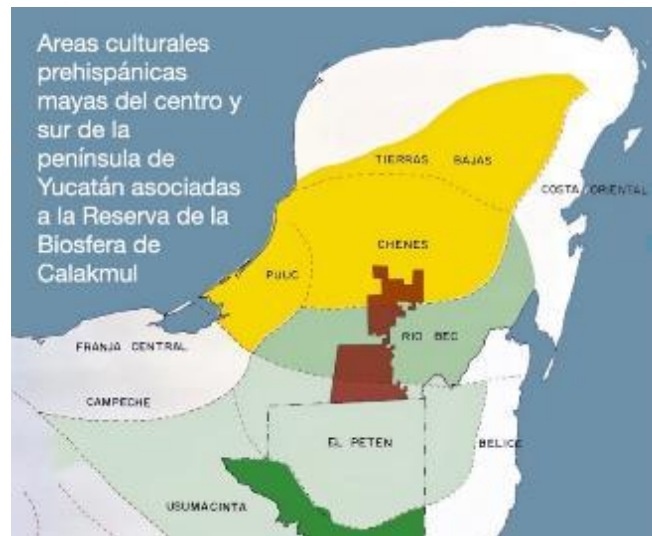 Areas culturales
prehispánicas
mayas del centro y
sur de la
península de
Yucatán asociadas
a la Reserva de la
Biosfera de
Calakmul
TIERRAS BAJAS
COSTA ORIENTAL
CHENES
PUUC
RIO BEC
FRANJA CENTRAL
CAMPECHE
EL PETEN
BELICE
USUMACINTA